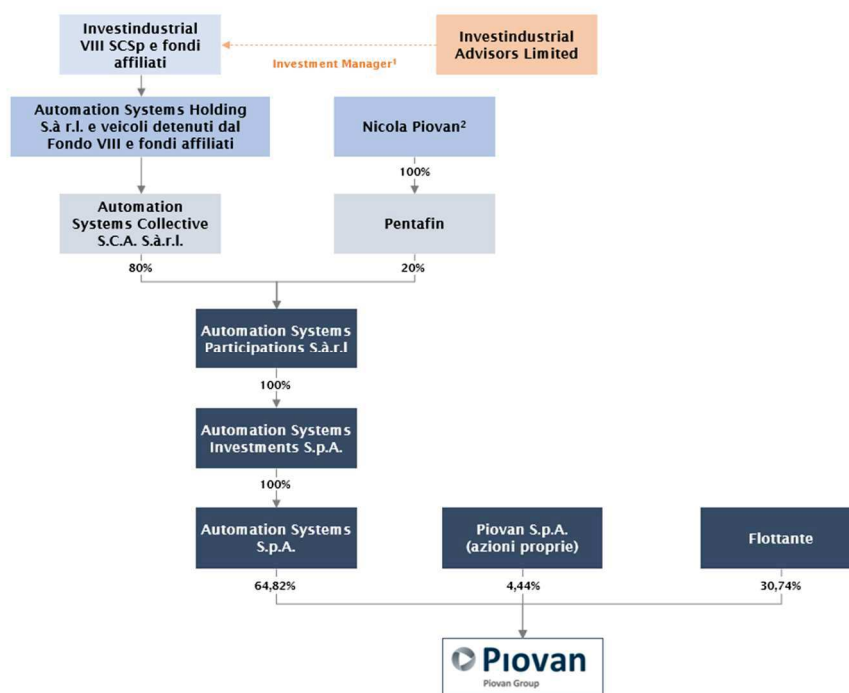 Investindustrial
VIII SCSp e fondi
affiliati
Investment Manager¹
Investindustrial
Advisors Limited
Automation Systems Holding
S.à r.l. e veicoli detenuti dal
Fondo VIII e fondi affiliati
Nicola Piovan²
100%
Automation
Systems Collective
S.C.A. S.à.r.l.
Pentafin
80%
20%
Automation Systems
Participations S.à.r.l
100%
Automation Systems
Investments S.p.A.
100%
Automation Systems
S.p.A.
Piovan S.p.A.
(azioni proprie)
Flottante
64,82%
4,44%
30,74%
Piovan
Piovan Group